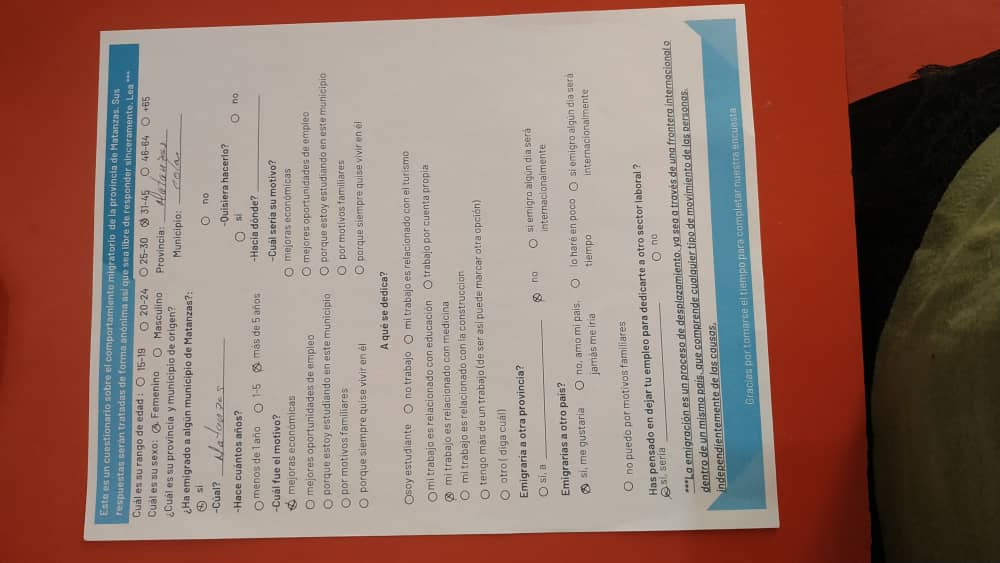 Este es un cuestionario sobre el comportamiento migratorio de la provincia de Matanzas. Sus
respuestas serán tratadas de forma anónima así que sea libre de responder sinceramente. Lea ***
Cuál es su rango de edad: 15-19 20-24 25-30 31-45 46-64 +65
Cuál es su sexo: Femenino Masculino
¿Cuál es su provincia y municipio de origen?
Provincia: Matanzas
Municipio: Colón
¿Ha emigrado a algún municipio de Matanzas?:
si
no
-Cúal? Matanzas
-Hace cuántos años?
menos de 1 año 1-5 más de 5 años
-Cuál fue el motivo?
mejoras económicas
mejores oportunidades de empleo
porque estoy estudiando en este municipio
por motivos familiares
porque siempre quise vivir en él
-Quisiera hacerlo?
si no
-Hacia dónde?
-Cuál sería su motivo?
mejoras económicas
mejores oportunidades de empleo
porque estoy estudiando en este municipio
por motivos familiares
porque siempre quise vivir en él
A qué se dedica?
soy estudiante no trabajo mi trabajo es relacionado con el turismo
mi trabajo es relacionado con educación trabajo por cuenta propia
mi trabajo es relacionado con medicina
mi trabajo es relacionado con la construccion
tengo más de un trabajo (de ser asi puede marcar otra opción)
otro ( diga cuál)
Emigraría a otra provincia?
si, a no si emigro algún dia será
internacionalmente
Emigrarías a otro país?
si, me gustaría no, amo mi pais, lo haré en poco si emigro algún dia será
jamás me iría tiempo internacionalmente
no puedo por motivos familiares
Has pensado en dejar tu empleo para dedicarte a otro sector laboral ?
si, sería no
***La emigración es un proceso de desplazamiento, ya sea a través de una frontera internacional o
dentro de un mismo país, que comprende cualquier tipo de movimiento de las personas,
independientemente de las causas.
Gracias por tomarse el tiempo para completar nuestra encuesta